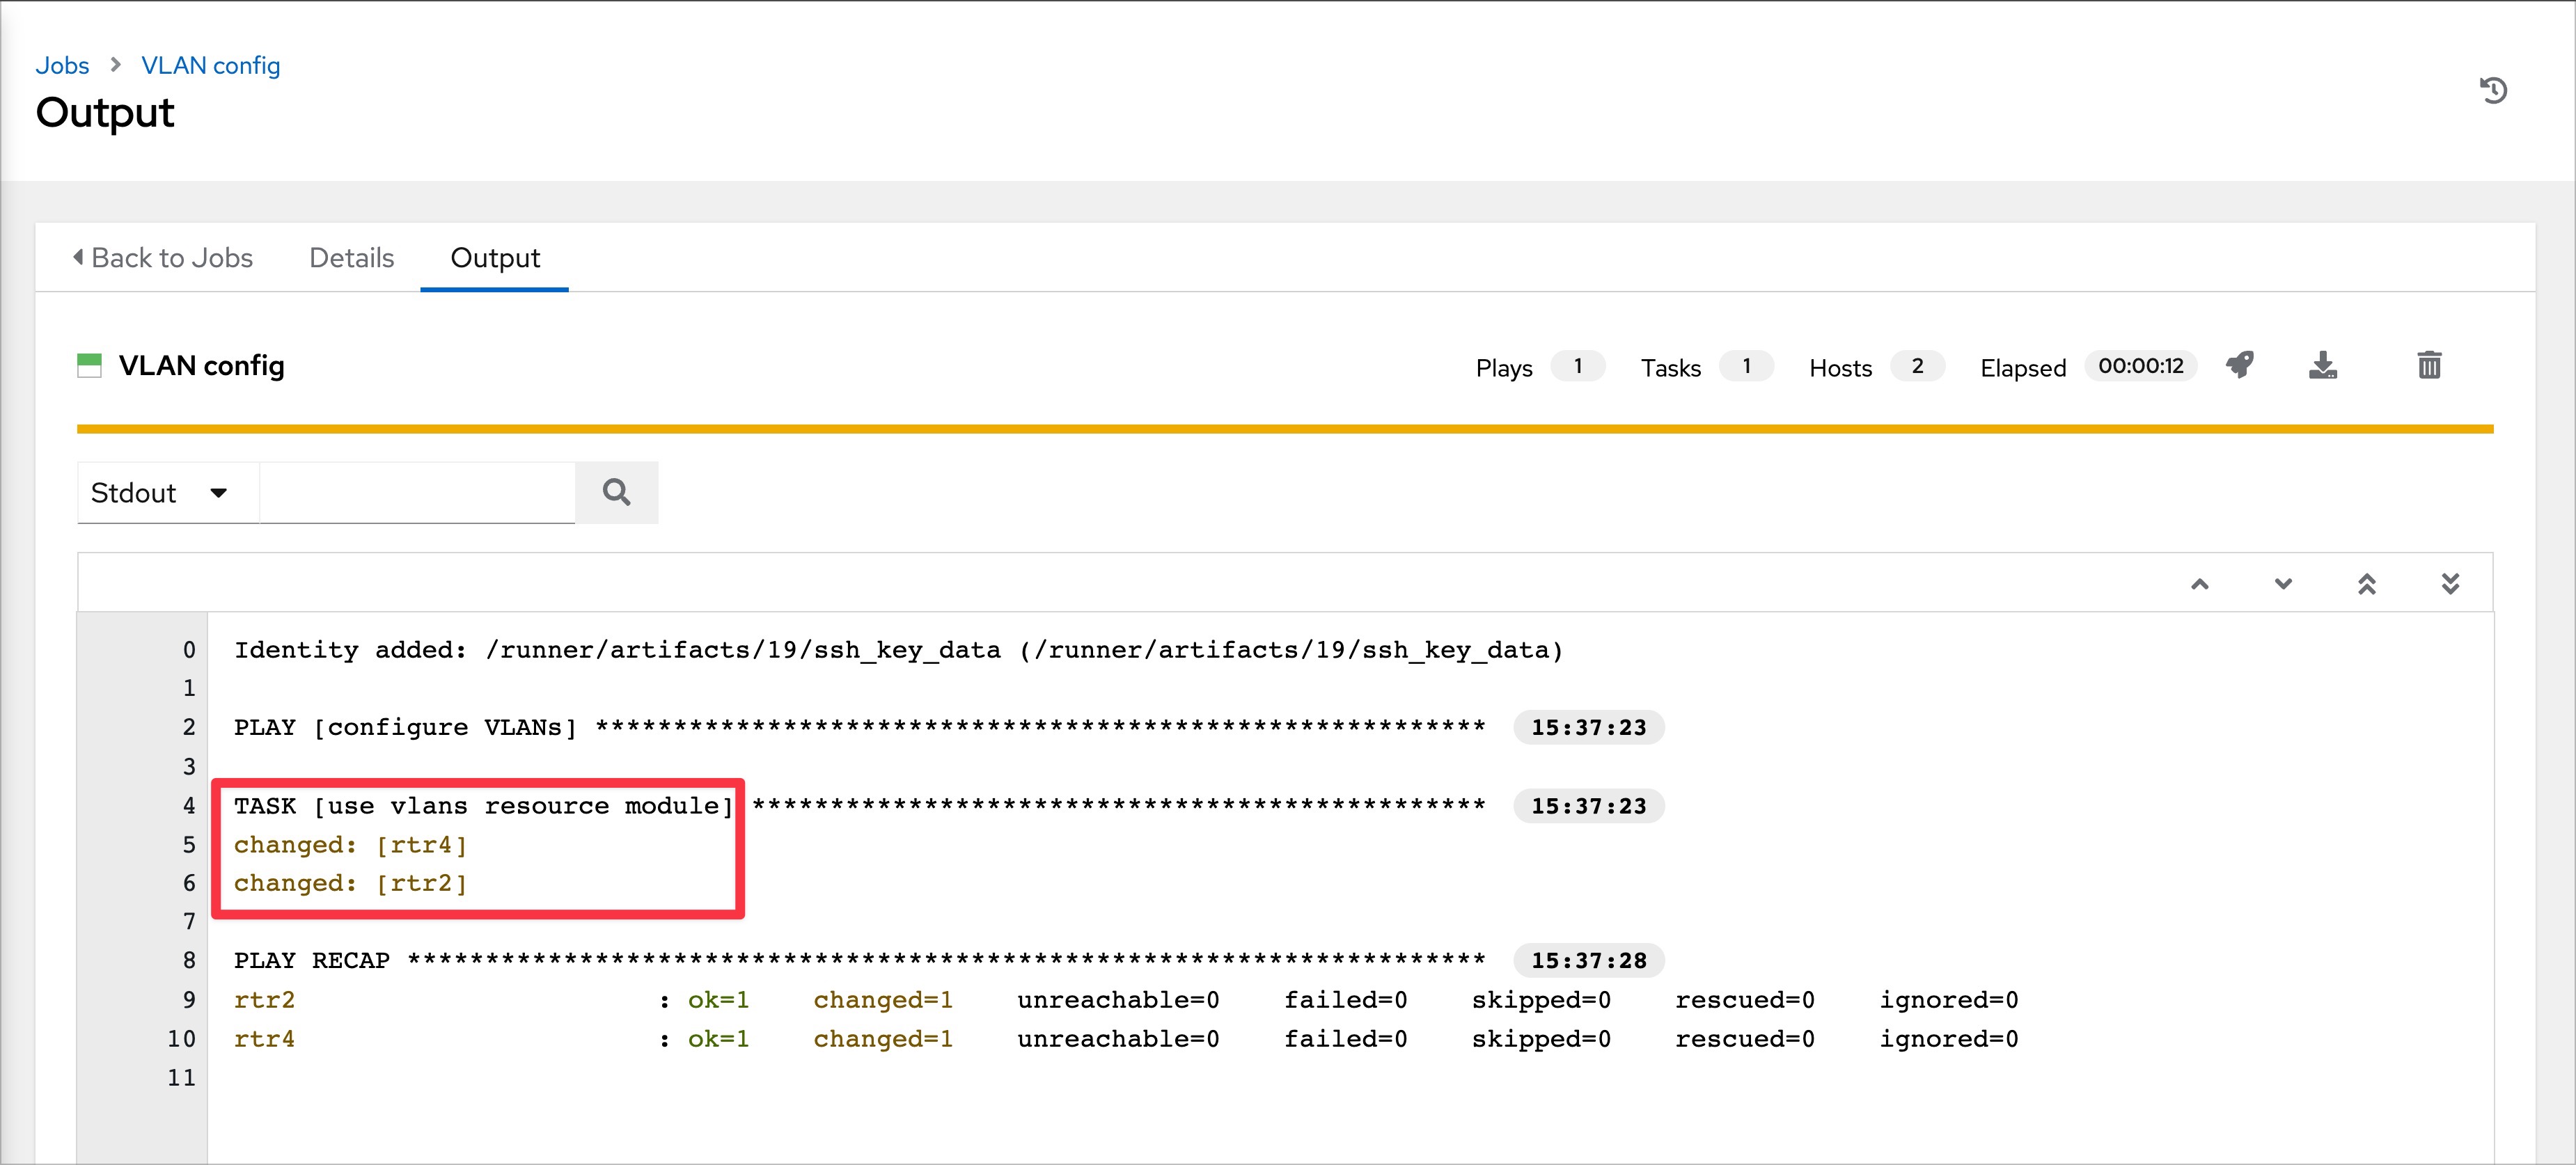 Jobs > VLAN config
Output
Back to Jobs Details Output
VLAN config Plays 1 Tasks 1 Hosts 2 Elapsed 00:00:12
Stdout
0 Identity added: /runner/artifacts/19/ssh_key_data (/runner/artifacts/19/ssh_key_data)
1
2 PLAY [configure VLANs] ********************************************************* 15:37:23
3
4 TASK [use vlans resource module] *********************************************** 15:37:23
5 changed: [rtr4]
6 changed: [rtr2]
7
8 PLAY RECAP ********************************************************************* 15:37:28
9 rtr2 : ok=1 changed=1 unreachable=0 failed=0 skipped=0 rescued=0 ignored=0
10 rtr4 : ok=1 changed=1 unreachable=0 failed=0 skipped=0 rescued=0 ignored=0
11